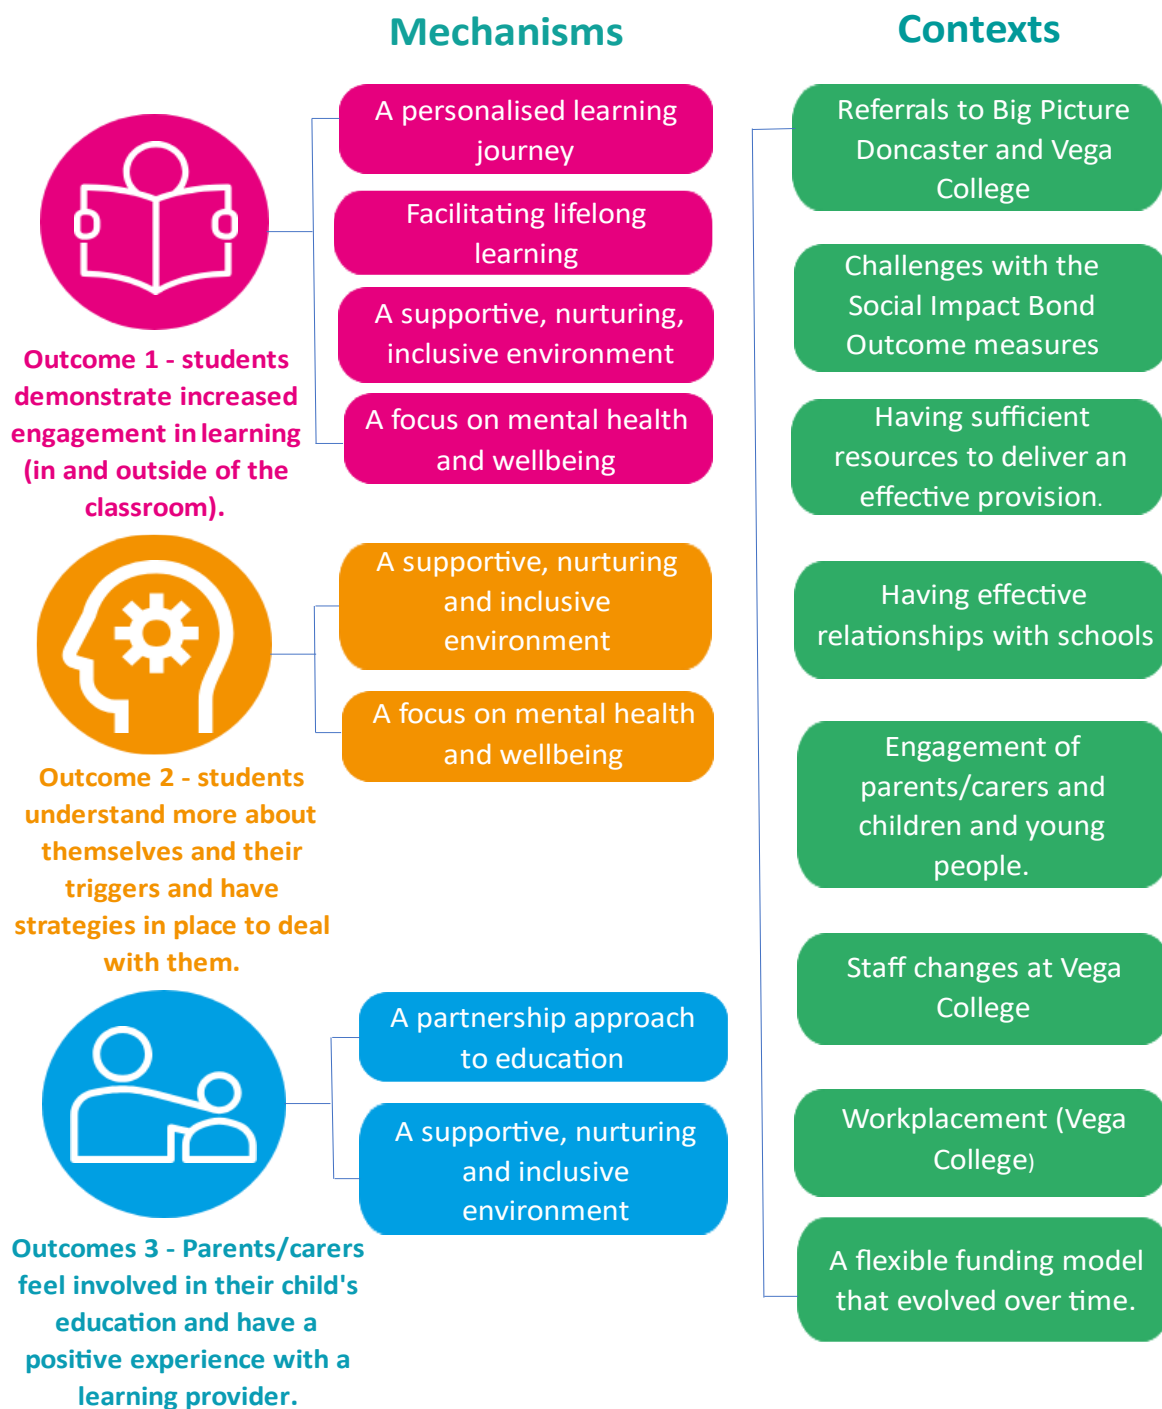 Mechanisms
Contexts
A personalised learning
journey
Facilitating lifelong
learning
A supportive, nurturing,
inclusive environment
A focus on mental health
and wellbeing
Outcome 1 - students
demonstrate increased
engagement in learning
(in and outside of the
classroom).
A supportive, nurturing
and inclusive
environment
A focus on mental health
and wellbeing
Outcome 2 - students
understand more about
themselves and their
triggers and have
strategies in place to deal
with them.
A partnership approach
to education
A supportive, nurturing
and inclusive
environment
Outcomes 3 - Parents/carers
feel involved in their child's
education and have a
positive experience with a
learning provider.
Referrals to Big Picture
Doncaster and Vega
College
Challenges with the
Social Impact Bond
Outcome measures
Having sufficient
resources to deliver an
effective provision.
Having effective
relationships with schools
Engagement of
parents/carers and
children and young
people.
Staff changes at Vega
College
Workplacement (Vega
College)
A flexible funding model
that evolved over time.